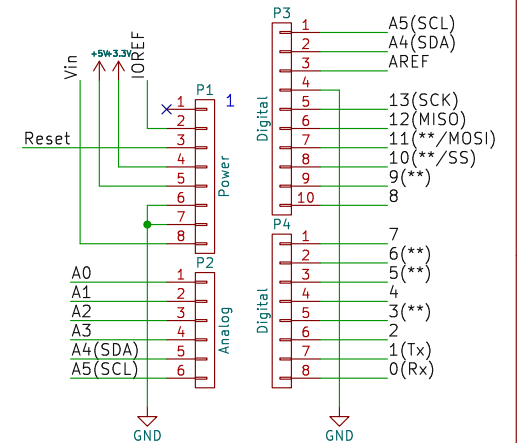 Vin
+5V
+3.3V
IOREF
P1
1
1
2
Reset
3
4
5
6
7
8
Power
P2
A0
1
A1
2
A2
3
A3
4
A4(SDA)
5
A5(SCL)
6
Analog
GND
P3
1
A5(SCL)
2
A4(SDA)
3
AREF
4
5
13(SCK)
6
12(MISO)
7
11(**/MOSI)
8
10(**/SS)
9
9(**)
10
8
Digital
P4
1
7
2
6(**)
3
5(**)
4
4
5
3(**)
6
2
7
1(Tx)
8
0(Rx)
Digital
GND